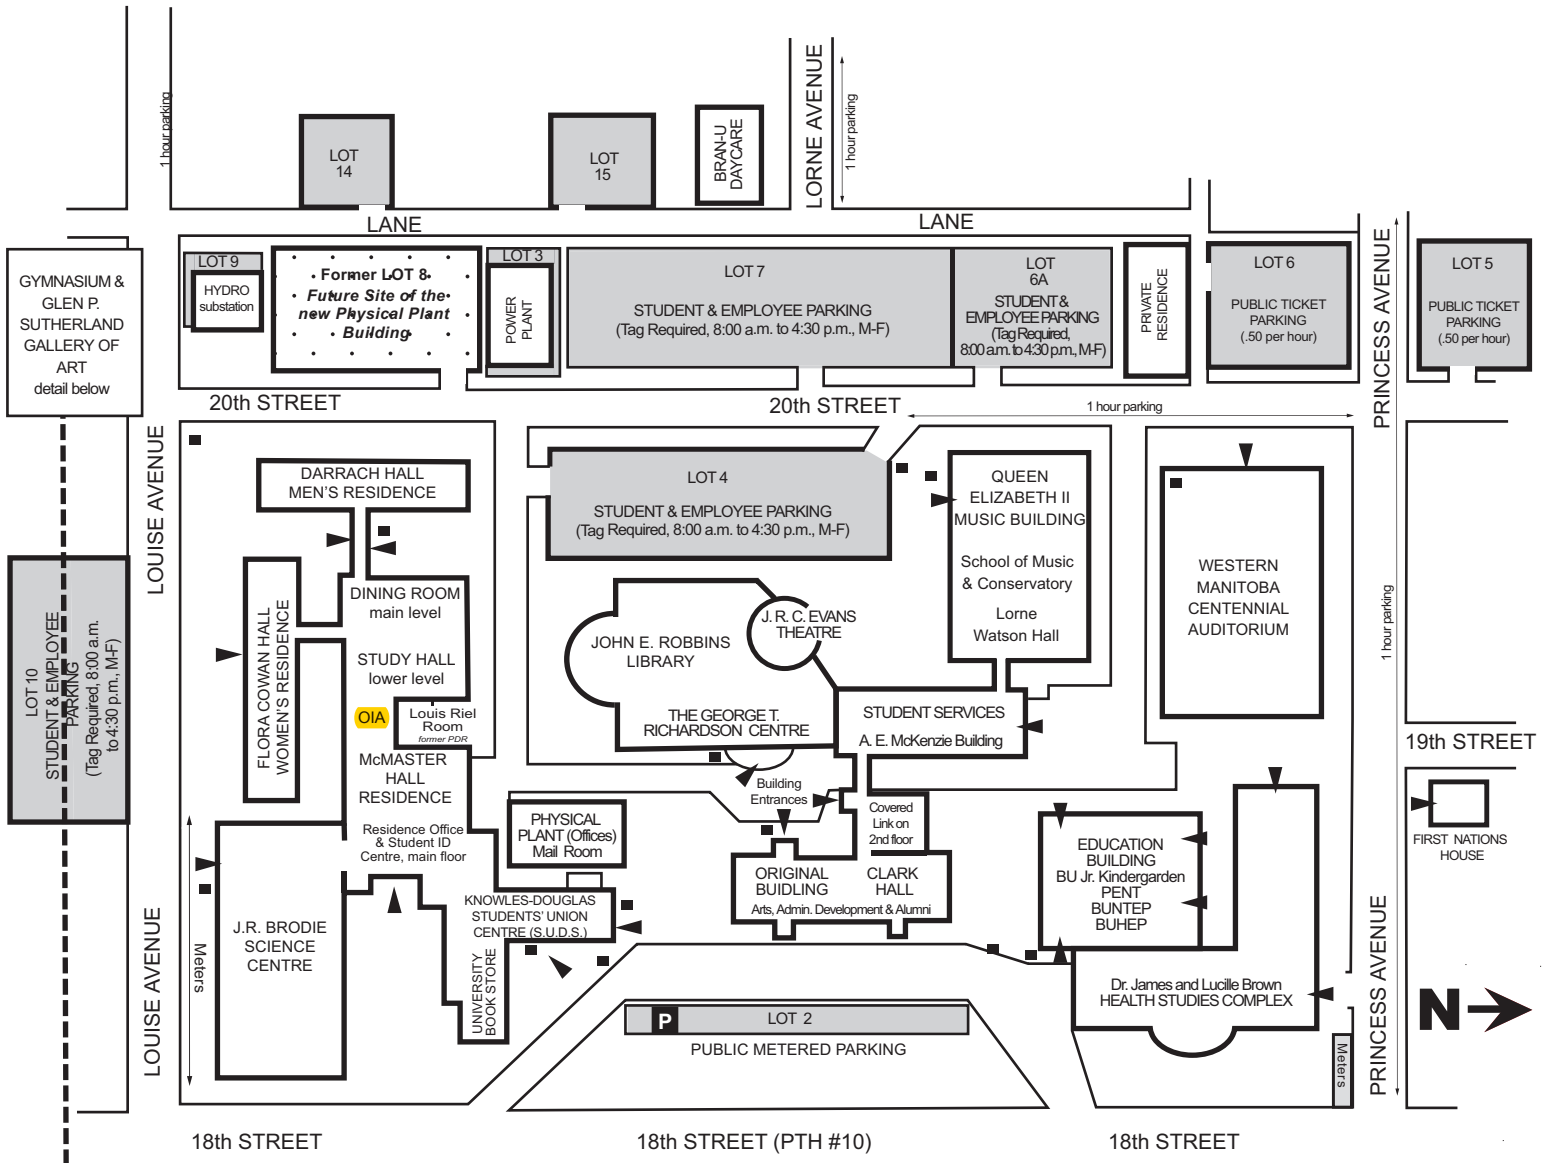 1 hour parking
LOT
14
LOT
15
BRAN-U
DAYCARE
LORNE AVENUE
1 hour parking
LANE
LANE
GYMNASIUM &
GLEN P.
SUTHERLAND
GALLERY OF
ART
detail below
LOT 9
HYDRO
substation
Former LOT 8
Future Site of the
new Physical Plant
Building
LOT 3
POWER
PLANT
LOT 7
STUDENT & EMPLOYEE PARKING
(Tag Required, 8:00 a.m. to 4:30 p.m., M-F)
LOT
6A
STUDENT &
EMPLOYEE PARKING
(Tag Required,
8:00 a.m. to 4:30 p.m., M-F)
PRIVATE
RESIDENCE
LOT 6
PUBLIC TICKET
PARKING
(.50 per hour)
PRINCESS AVENUE
LOT 5
PUBLIC TICKET
PARKING
(.50 per hour)
20th STREET
20th STREET
1 hour parking
LOUISE AVENUE
DARRACH HALL
MEN'S RESIDENCE
LOT 4
STUDENT & EMPLOYEE PARKING
(Tag Required, 8:00 a.m. to 4:30 p.m., M-F)
QUEEN
ELIZABETH II
MUSIC BUILDING
School of Music
& Conservatory
Lorne
Watson Hall
WESTERN
MANITOBA
CENTENNIAL
AUDITORIUM
1 hour parking
LOT 10
STUDENT & EMPLOYEE
PARKING
(Tag Required, 8:00 a.m.
to 4:30 p.m., M-F)
FLORA COWAN HALL
WOMEN'S RESIDENCE
DINING ROOM
main level
STUDY HALL
lower level
OIA
Louis Riel
Room
former PDR
McMASTER
HALL
RESIDENCE
Residence Office
& Student ID
Centre, main floor
JOHN E. ROBBINS
LIBRARY
J. R. C. EVANS
THEATRE
THE GEORGE T.
RICHARDSON CENTRE
STUDENT SERVICES
A. E. McKenzie Building
19th STREET
Building
Entrances
Covered
Link on
2nd floor
PHYSICAL
PLANT (Offices)
Mail Room
ORIGINAL
BUIDLING
CLARK
HALL
Arts, Admin. Development & Alumni
EDUCATION
BUILDING
BU Jr. Kindergarden
PENT
BUNTEP
BUHEP
FIRST NATIONS
HOUSE
LOUISE AVENUE
Meters
J.R. BRODIE
SCIENCE
CENTRE
KNOWLES-DOUGLAS
STUDENTS' UNION
CENTRE (S.U.D.S.)
UNIVERSITY
BOOK STORE
P
LOT 2
PUBLIC METERED PARKING
Dr. James and Lucille Brown
HEALTH STUDIES COMPLEX
Meters
PRINCESS AVENUE
N
18th STREET
18th STREET (PTH #10)
18th STREET